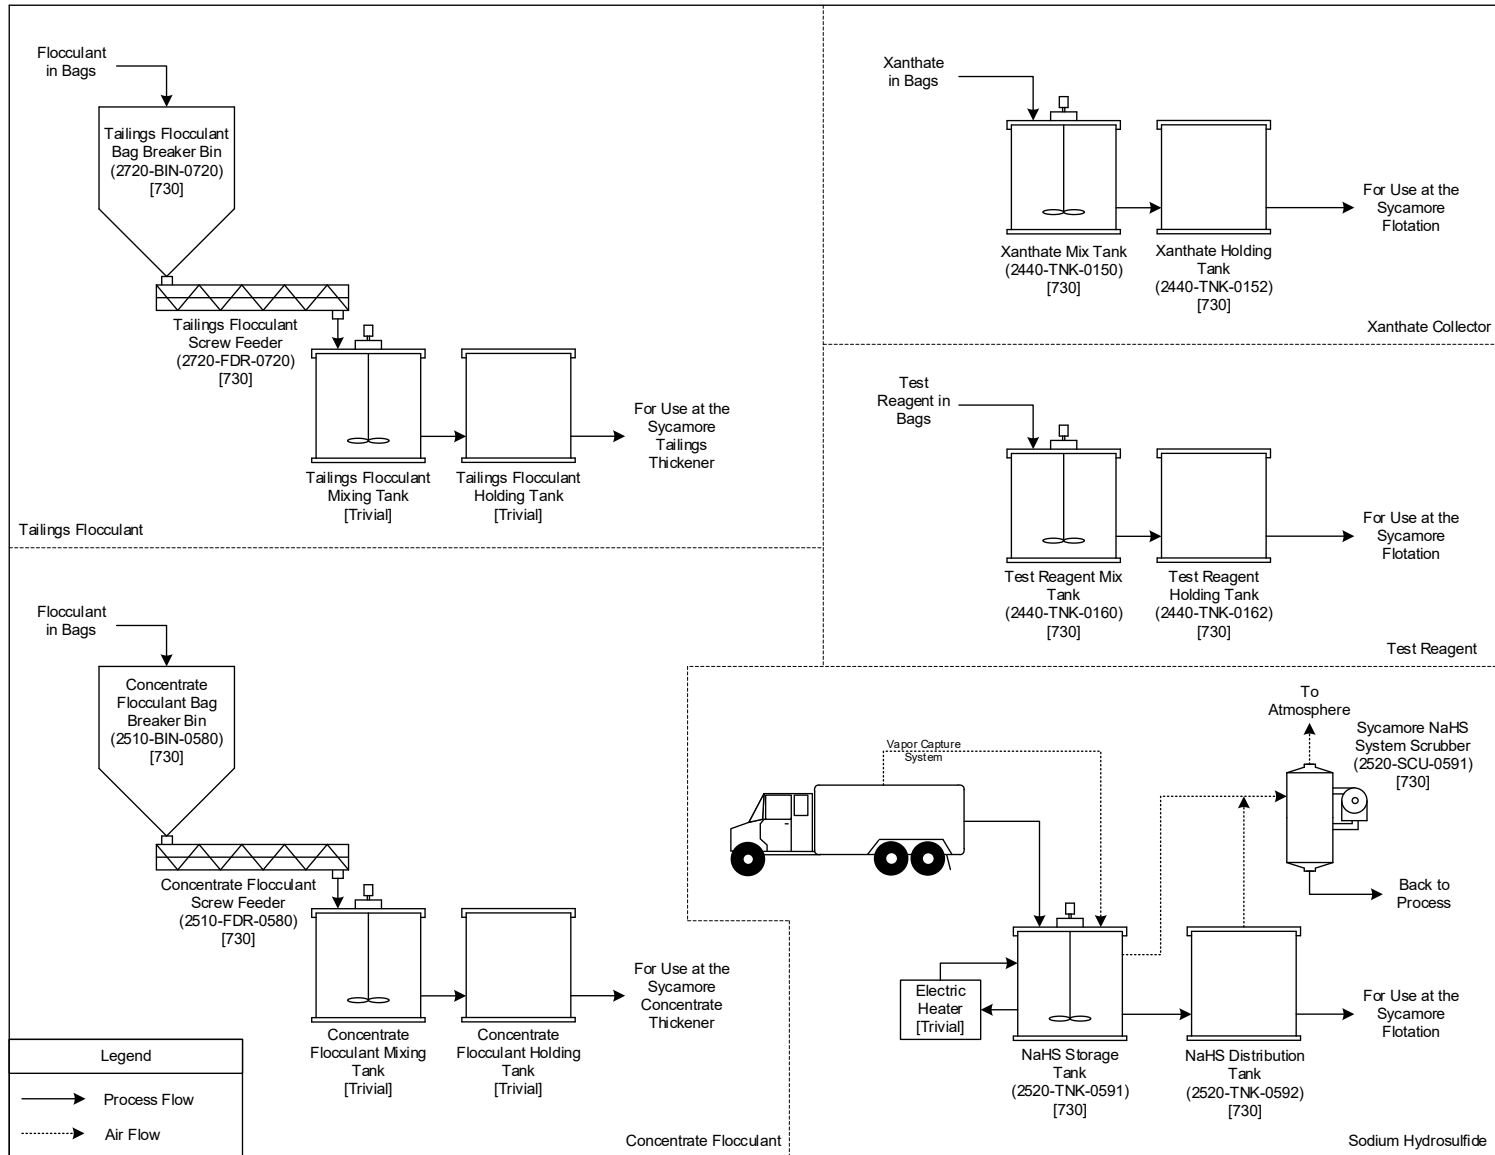 Flocculant
in Bags
Tailings Flocculant
Bag Breaker Bin
(2720-BIN-0720)
[730]
Tailings Flocculant
Screw Feeder
(2720-FDR-0720)
[730]
Tailings Flocculant
Mixing Tank
[Trivial]
Tailings Flocculant
Holding Tank
[Trivial]
For Use at the
Sycamore
Tailings
Thickener
Tailings Flocculant
Xanthate
in Bags
Xanthate Mix Tank
(2440-TNK-0150)
[730]
Xanthate Holding
Tank
(2440-TNK-0152)
[730]
For Use at the
Sycamore
Flotation
Xanthate Collector
Test
Reagent in
Bags
Test Reagent Mix
Tank
(2440-TNK-0160)
[730]
Test Reagent
Holding Tank
(2440-TNK-0162)
[730]
For Use at the
Sycamore
Flotation
Test Reagent
Flocculant
in Bags
Concentrate
Flocculant Bag
Breaker Bin
(2510-BIN-0580)
[730]
Concentrate Flocculant
Screw Feeder
(2510-FDR-0580)
[730]
Concentrate
Flocculant Mixing
Tank
[Trivial]
Concentrate
Flocculant Holding
Tank
[Trivial]
For Use at the
Sycamore
Concentrate
Thickener
Concentrate Flocculant
Legend
Process Flow
Air Flow
Vapor Capture
System
To
Atmosphere
Sycamore NaHS
System Scrubber
(2520-SCU-0591)
[730]
Back to
Process
Electric
Heater
[Trivial]
NaHS Storage
Tank
(2520-TNK-0591)
[730]
NaHS Distribution
Tank
(2520-TNK-0592)
[730]
For Use at the
Sycamore
Flotation
Sodium Hydrosulfide